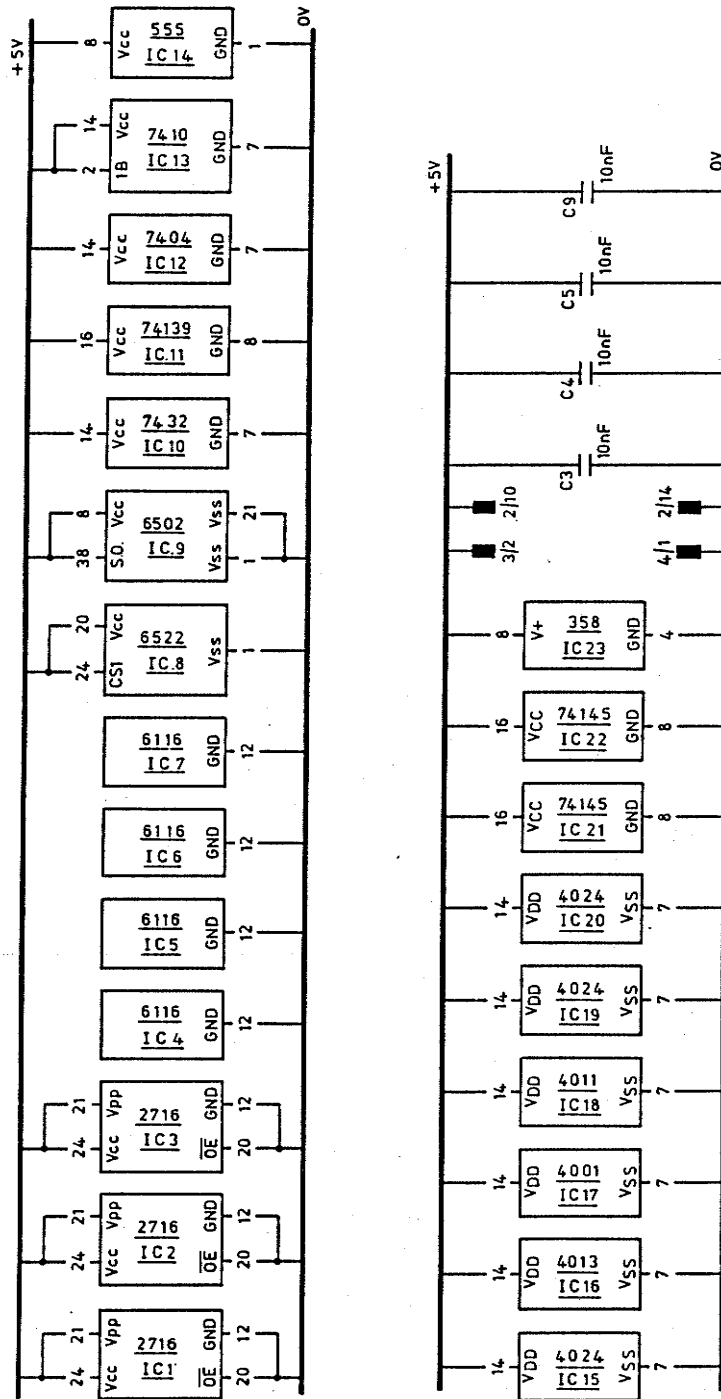 +5V
8
Vcc
555
IC14
GND
1
0V
14
2
Vcc
1B
7410
IC13
GND
7
14
Vcc
7404
IC12
GND
7
16
Vcc
74139
IC.11
GND
8
14
Vcc
7432
IC10
GND
7
8
38
Vcc
S.O.
6502
IC.9
Vss
Vss
21
1
20
24
Vcc
CS1
6522
IC.8
Vss
1
6116
IC7
GND
12
6116
IC6
GND
12
6116
IC5
GND
12
6116
IC4
GND
12
21
24
Vpp
Vcc
2716
IC3
GND
OE
12
20
21
24
Vpp
Vcc
2716
IC2
GND
OE
12
20
21
24
Vpp
Vcc
2716
IC1
GND
OE
12
20
+5V
C9
10nF
0V
C5
10nF
C4
10nF
C3
10nF
2/10
2/14
3/2
4/1
8
V+
358
IC23
GND
4
16
VCC
74145
IC22
GND
8
16
VCC
74145
IC21
GND
8
14
VDD
4024
IC20
VSS
7
14
VDD
4024
IC19
VSS
7
14
VDD
4011
IC18
VSS
7
14
VDD
4001
IC17
VSS
7
14
VDD
4013
IC16
VSS
7
14
VDD
4024
IC15
VSS
7